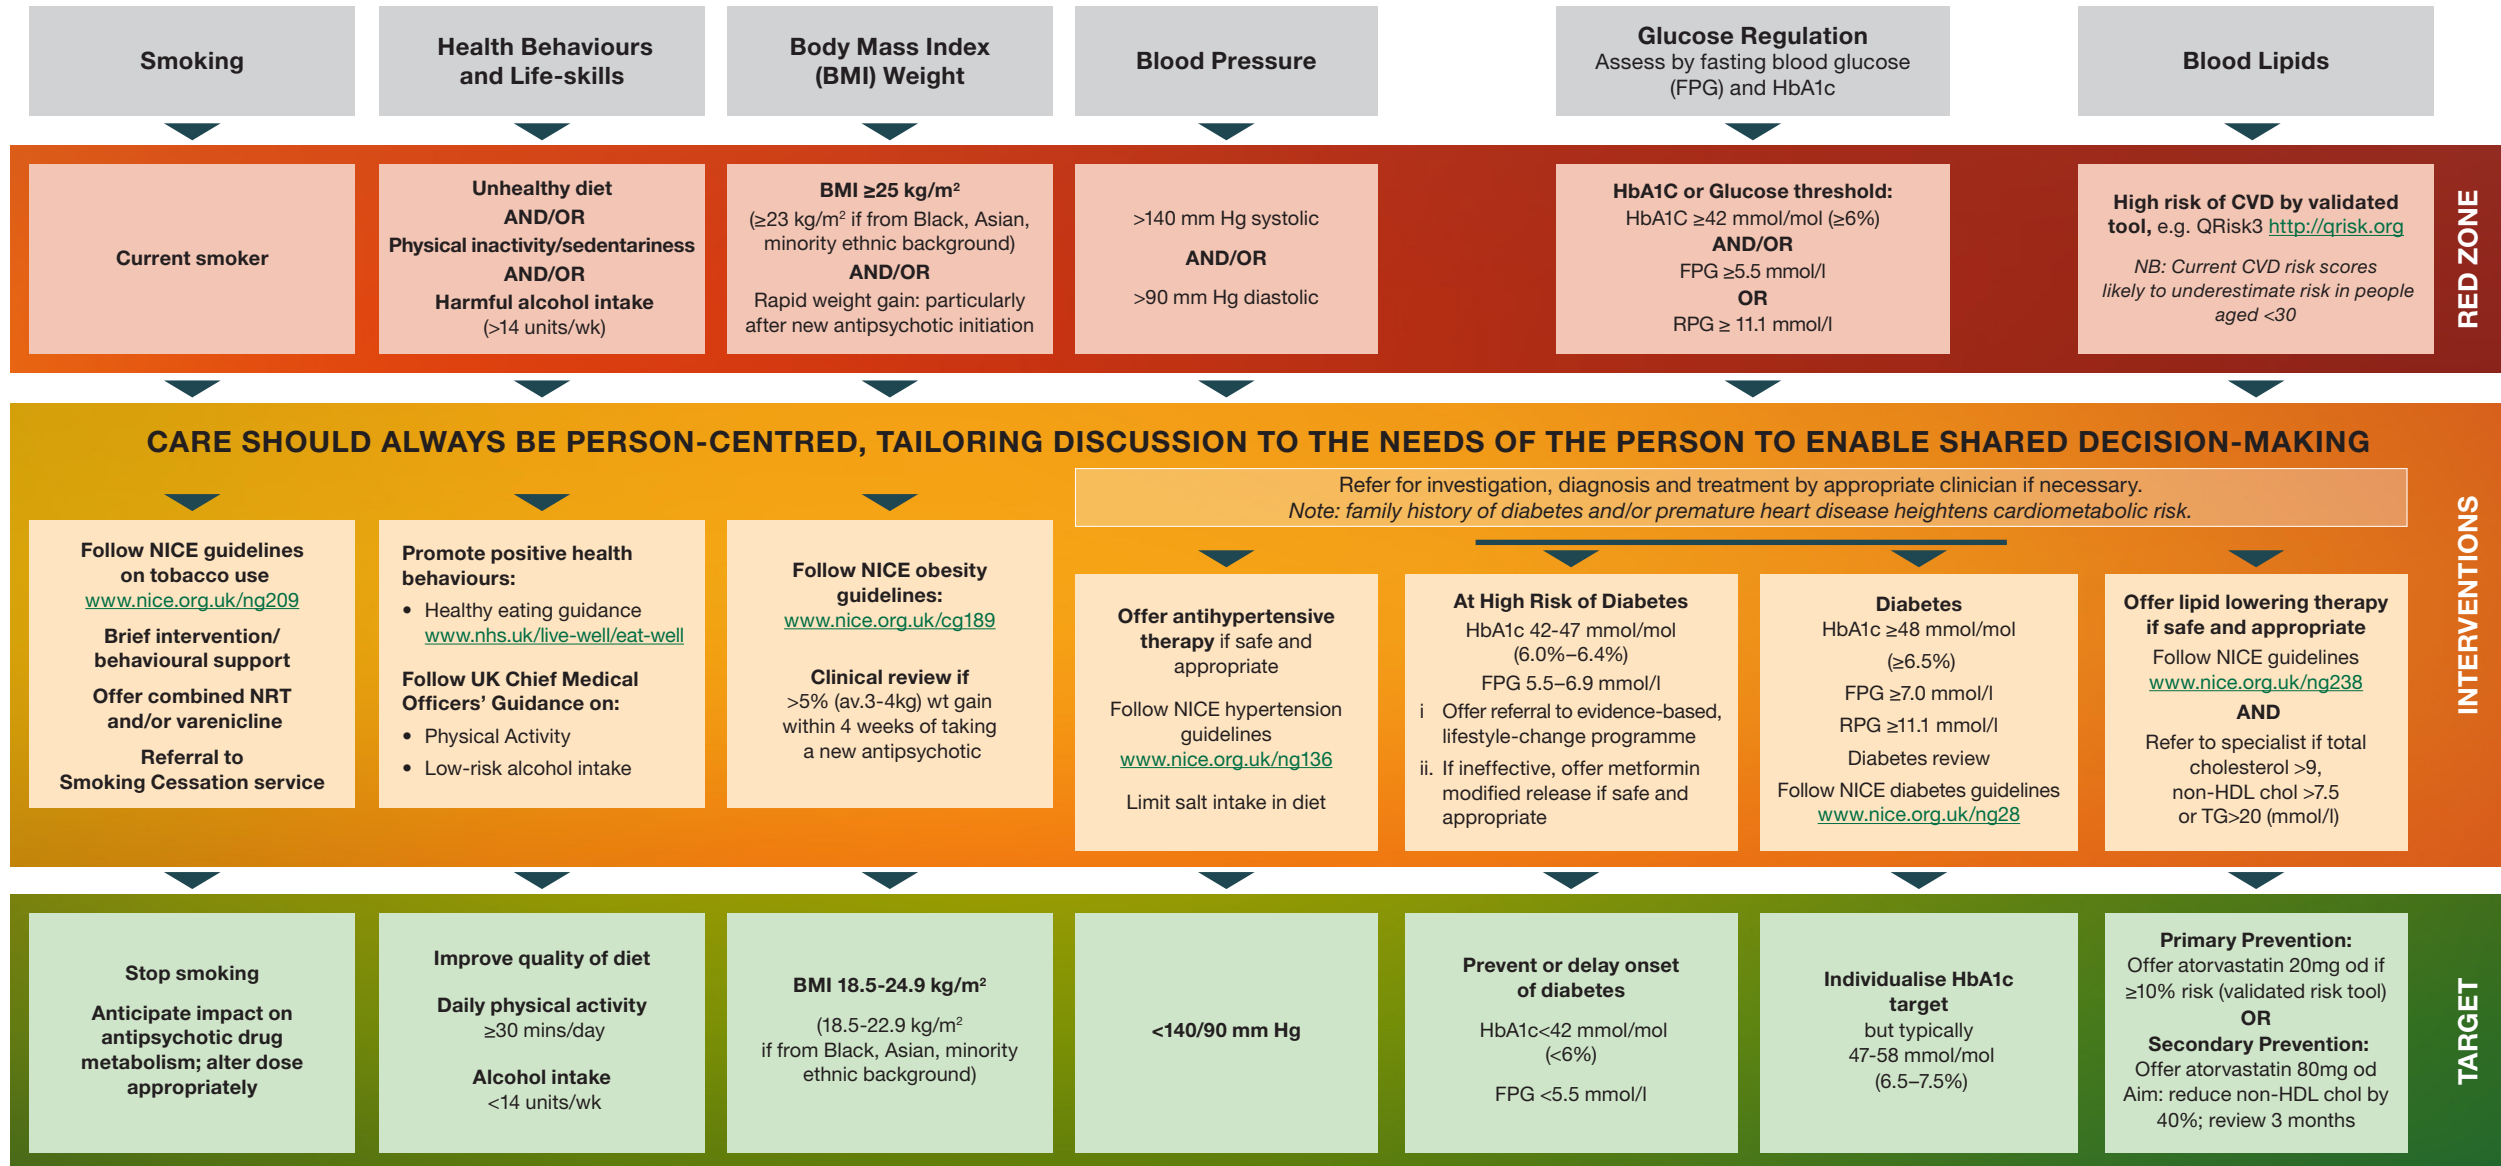 Smoking
Health Behaviours
and Life-skills
Body Mass Index
(BMI) Weight
Blood Pressure
Glucose Regulation
Assess by fasting blood glucose
(FPG) and HbA1c
Blood Lipids
Current smoker
Unhealthy diet
AND/OR
Physical inactivity/sedentariness
AND/OR
Harmful alcohol intake
(>14 units/wk)
BMI ≥25 kg/m²
(≥23 kg/m² if from Black, Asian,
minority ethnic background)
AND/OR
Rapid weight gain: particularly
after new antipsychotic initiation
>140 mm Hg systolic
AND/OR
>90 mm Hg diastolic
HbA1C or Glucose threshold:
HbA1C ≥42 mmol/mol (≥6%)
AND/OR
FPG ≥5.5 mmol/l
OR
RPG ≥ 11.1 mmol/l
High risk of CVD by validated
tool, e.g. QRisk3 http://qrisk.org
NB: Current CVD risk scores
likely to underestimate risk in people
aged <30
RED ZONE
CARE SHOULD ALWAYS BE PERSON-CENTRED, TAILORING DISCUSSION TO THE NEEDS OF THE PERSON TO ENABLE SHARED DECISION-MAKING
Refer for investigation, diagnosis and treatment by appropriate clinician if necessary.
Note: family history of diabetes and/or premature heart disease heightens cardiometabolic risk.
Follow NICE guidelines
on tobacco use
www.nice.org.uk/ng209
Brief intervention/
behavioural support
Offer combined NRT
and/or varenicline
Referral to
Smoking Cessation service
Promote positive health
behaviours:
• Healthy eating guidance
www.nhs.uk/live-well/eat-well
Follow UK Chief Medical
Officers’ Guidance on:
• Physical Activity
• Low-risk alcohol intake
Follow NICE obesity
guidelines:
www.nice.org.uk/cg189
Clinical review if
>5% (av.3-4kg) wt gain
within 4 weeks of taking
a new antipsychotic
Offer antihypertensive
therapy if safe and
appropriate
Follow NICE hypertension
guidelines
www.nice.org.uk/ng136
Limit salt intake in diet
At High Risk of Diabetes
HbA1c 42-47 mmol/mol
(6.0%–6.4%)
FPG 5.5–6.9 mmol/l
i Offer referral to evidence-based,
lifestyle-change programme
ii. If ineffective, offer metformin
modified release if safe and
appropriate
Diabetes
HbA1c ≥48 mmol/mol
(≥6.5%)
FPG ≥7.0 mmol/l
RPG ≥11.1 mmol/l
Diabetes review
Follow NICE diabetes guidelines
www.nice.org.uk/ng28
Offer lipid lowering therapy
if safe and appropriate
Follow NICE guidelines
www.nice.org.uk/ng238
AND
Refer to specialist if total
cholesterol >9,
non-HDL chol >7.5
or TG>20 (mmol/l)
INTERVENTIONS
Stop smoking
Anticipate impact on
antipsychotic drug
metabolism; alter dose
appropriately
Improve quality of diet
Daily physical activity
≥30 mins/day
Alcohol intake
<14 units/wk
BMI 18.5-24.9 kg/m²
(18.5-22.9 kg/m²
if from Black, Asian, minority
ethnic background)
<140/90 mm Hg
Prevent or delay onset
of diabetes
HbA1c<42 mmol/mol
(<6%)
FPG <5.5 mmol/l
Individualise HbA1c
target
but typically
47-58 mmol/mol
(6.5–7.5%)
Primary Prevention:
Offer atorvastatin 20mg od if
≥10% risk (validated risk tool)
OR
Secondary Prevention:
Offer atorvastatin 80mg od
Aim: reduce non-HDL chol by
40%; review 3 months
TARGET